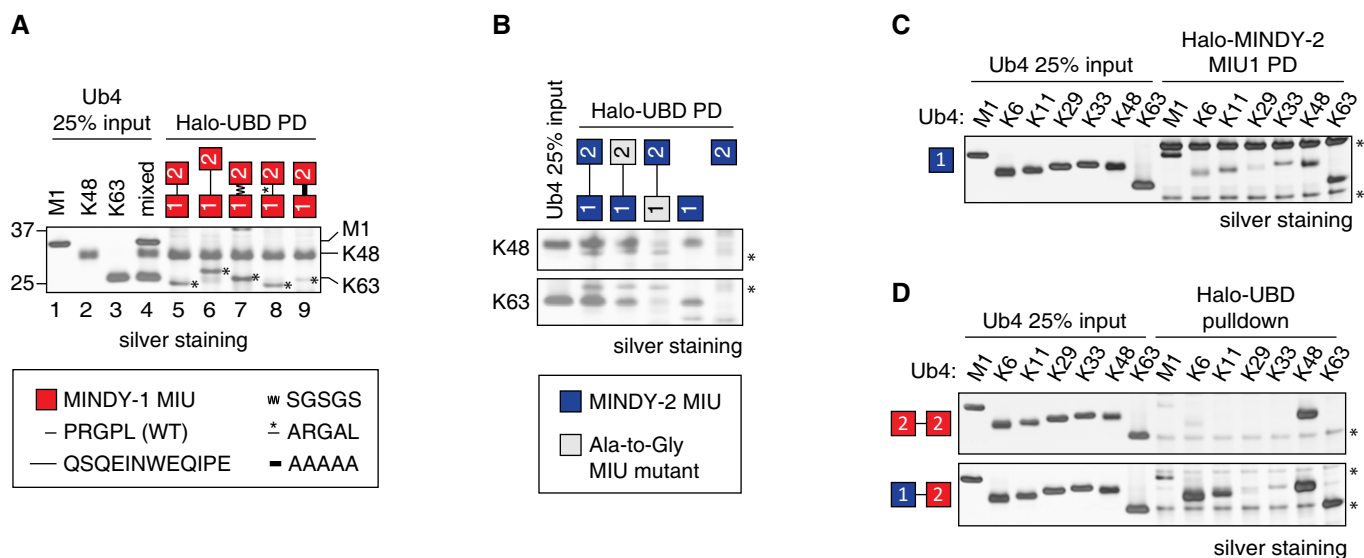 A
Ub4
25% input
Halo-UBD PD
M1
K48
K63
mixed
2
2
2
2
2
w
*
1
1
1
1
1
37
25
M1
K48
K63
*
*
*
*
*
1 2 3 4 5 6 7 8 9
silver staining
MINDY-1 MIU
PRGPL (WT)
QSQEINWEQIPE
w SGSGS
* ARGAL
AAAAA
B
Ub4 25% input
Halo-UBD PD
2 2 2 2
1 1 1 1
K48
*
K63
*
silver staining
MINDY-2 MIU
Ala-to-Gly
MIU mutant
C
Ub4 25% input
Halo-MINDY-2
MIU1 PD
Ub4: M1 K6 K11 K29 K33 K48 K63 M1 K6 K11 K29 K33 K48 K63
1
*
*
silver staining
D
Ub4 25% input
Halo-UBD
pulldown
Ub4: M1 K6 K11 K29 K33 K48 K63 M1 K6 K11 K29 K33 K48 K63
2 2
*
1 2
*
*
silver staining